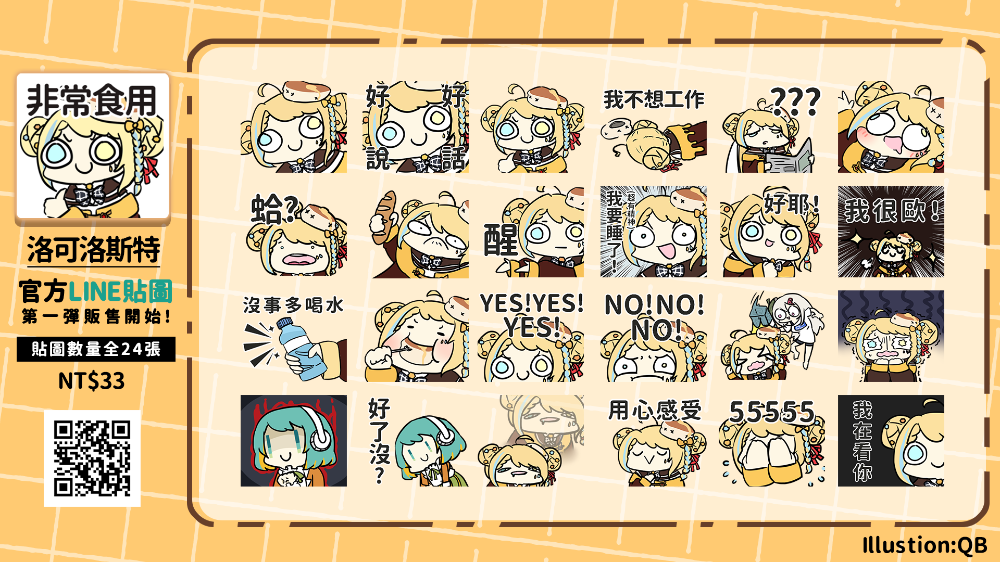 非常食用
洛可洛斯特
官方LINE貼圖
第一彈販售開始!
貼圖數量全24張
NT$33
好好
說話
我不想工作
???
蛤?
醒
我要睡了!
超有精神
好耶!
我很歐!
沒事多喝水
YES!YES!
YES!
NO!NO!
NO!
好了沒?
用心感受
55555
我在看你
Illustion:QB